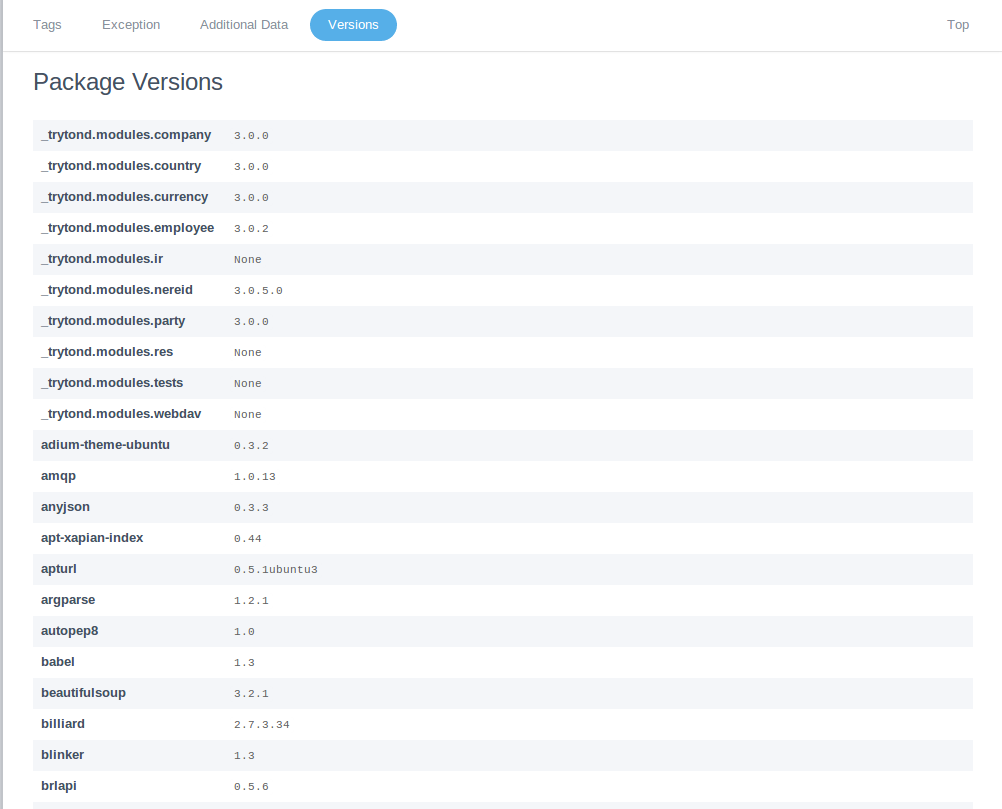 Tags Exception Additional Data Versions Top
Package Versions
_trytond.modules.company 3.0.0
_trytond.modules.country 3.0.0
_trytond.modules.currency 3.0.0
_trytond.modules.employee 3.0.2
_trytond.modules.ir None
_trytond.modules.nereid 3.0.5.0
_trytond.modules.party 3.0.0
_trytond.modules.res None
_trytond.modules.tests None
_trytond.modules.webdav None
adium-theme-ubuntu 0.3.2
amqp 1.0.13
anyjson 0.3.3
apt-xapian-index 0.44
apturl 0.5.1ubuntu3
argparse 1.2.1
autopep8 1.0
babel 1.3
beautifulsoup 3.2.1
billiard 2.7.3.34
blinker 1.3
brlapi 0.5.6